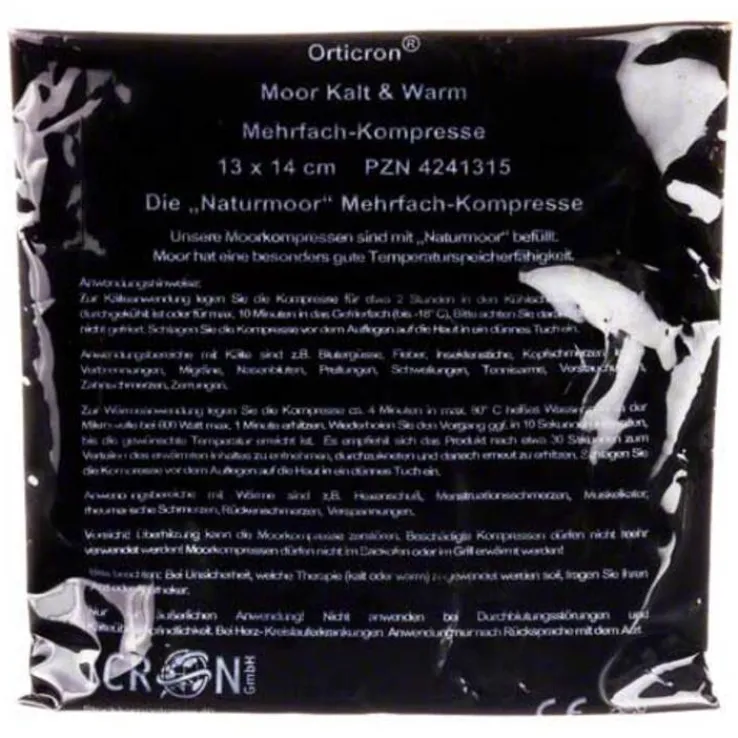 Orticron®
Moor Kalt & Warm
Mehrfach-Kompresse
13 x 14 cm PZN 4241315
Die „Naturmoor" Mehrfach-Kompresse
Unsere Moorkompressen sind mit „Naturmoor" befüllt.
Moor hat eine besonders gute Temperaturspeicherfähigkeit.
Anwendungshinweise:
Zur Kälteanwendung legen Sie die Kompresse für etwa 2 Stunden in den
durchgekühlt ist oder für max. 10 Minuten in das Gefrierfach (bis -18° C), Bitte achten Sie
nicht gefriert. Schlagen Sie die Kompresse vor dem Auflegen auf die Haut in ein dünnes Tuch ein.
Anwendungsbereiche mit Kälte sind z.B. Blutergüsse, Fieber, Insektenstiche, Kopfschmerzen
Verbrennungen, Migräne, Nasenbluten, Prellungen, Schwellungen, Tennisarme,
Zahnschmerzen, Zerrungen.
Zur Wärmeanwendung legen Sie die Kompresse ca. 4 Minuten in max. 60° C heißes in der
Mikrowelle bei 600 Watt max. 1 Minute erhitzen. Wiederholen Sie den Vorgang ggf. in 10
bis die gewünschte Temperatur erreicht ist. Es empfiehlt sich das Produkt nach etwa 30 zum
Verteilen des erwärmten Inhaltes zu entnehmen, durchzukneten und danach erneut zu erhitzen. Schlagen Sie
die Kompresse vor dem Auflegen auf die Haut in ein dünnes Tuch ein.
Anwendungsbereiche mit Wärme sind z.B. Hexenschuß, Menstruationsschmerzen, Muskelkater,
rheumatische Schmerzen, Rückenschmerzen, Verspannungen.
Vorsicht! Überhitzung kann die Moorkompresse zerstören. Beschädigte Kompressen dürfen nicht mehr
verwendet werden! Moorkompressen dürfen nicht im Backofen oder im Grill erwärmt werden!
Bitte beachten: Bei Unsicherheit, welche Therapie (kalt oder warm) angewendet werden soll, fragen Sie Ihren
Nur äußerlichen Anwendung! Nicht anwenden bei Durchblutungsstörungen und
Bei Herz- Kreislauferkrankungen. Anwendung nur nach Rücksprache mit dem Arzt.
GmbH
CE